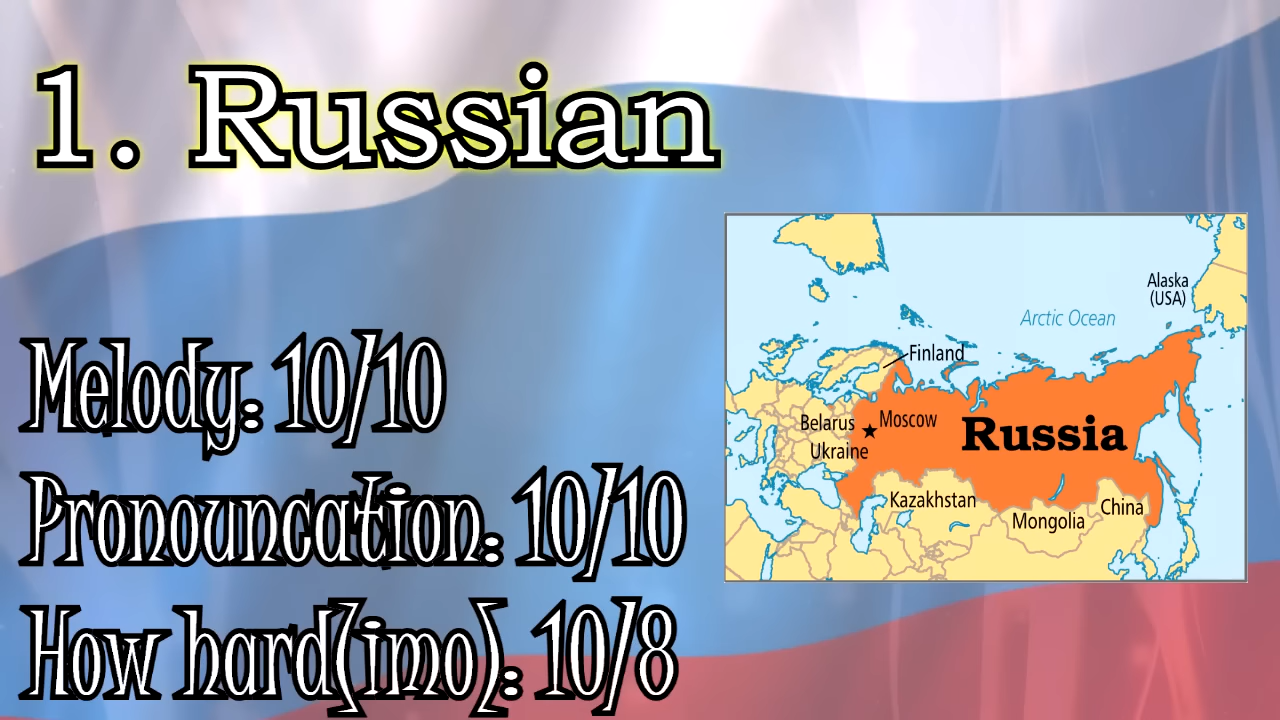 1. Russian
Alaska
(USA)
Arctic Ocean
Finland
Belarus
Moscow
Russia
Ukraine
Kazakhstan
China
Mongolia
Melody: 10/10
Pronouncation: 10/10
How hard(imo): 10/8